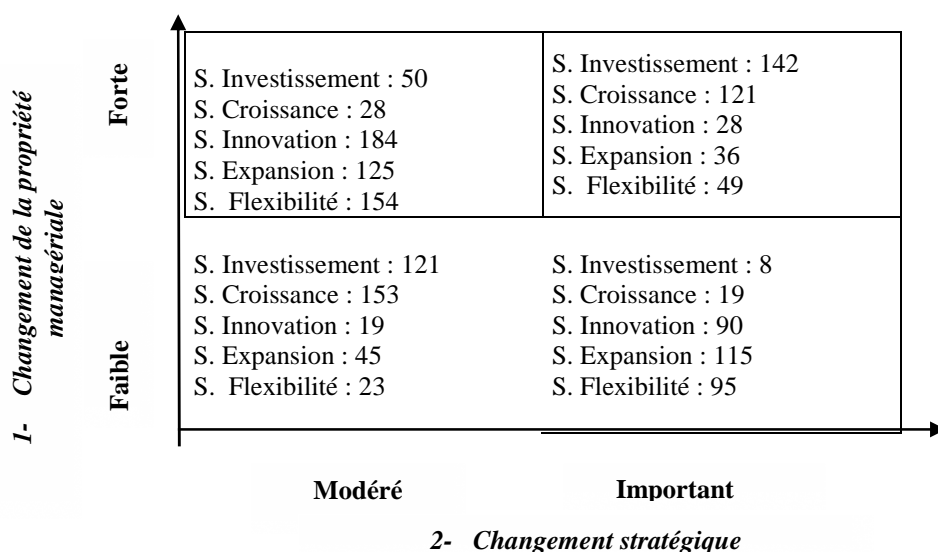 1- Changement de la propriété
managériale
Forte
S. Investissement : 50
S. Croissance : 28
S. Innovation : 184
S. Expansion : 125
S. Flexibilité : 154
S. Investissement : 142
S. Croissance : 121
S. Innovation : 28
S. Expansion : 36
S. Flexibilité : 49
Faible
S. Investissement : 121
S. Croissance : 153
S. Innovation : 19
S. Expansion : 45
S. Flexibilité : 23
S. Investissement : 8
S. Croissance : 19
S. Innovation : 90
S. Expansion : 115
S. Flexibilité : 95
Modéré
Important
2- Changement stratégique